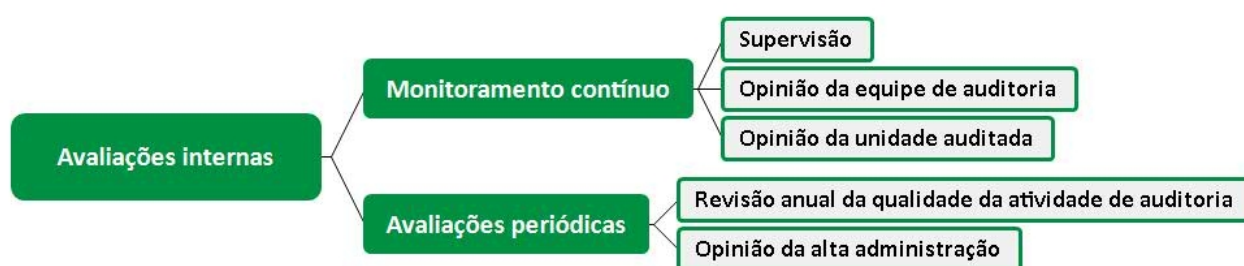 Avaliações internas
Monitoramento contínuo
Supervisão
Opinião da equipe de auditoria
Opinião da unidade auditada
Avaliações periódicas
Revisão anual da qualidade da atividade de auditoria
Opinião da alta administração